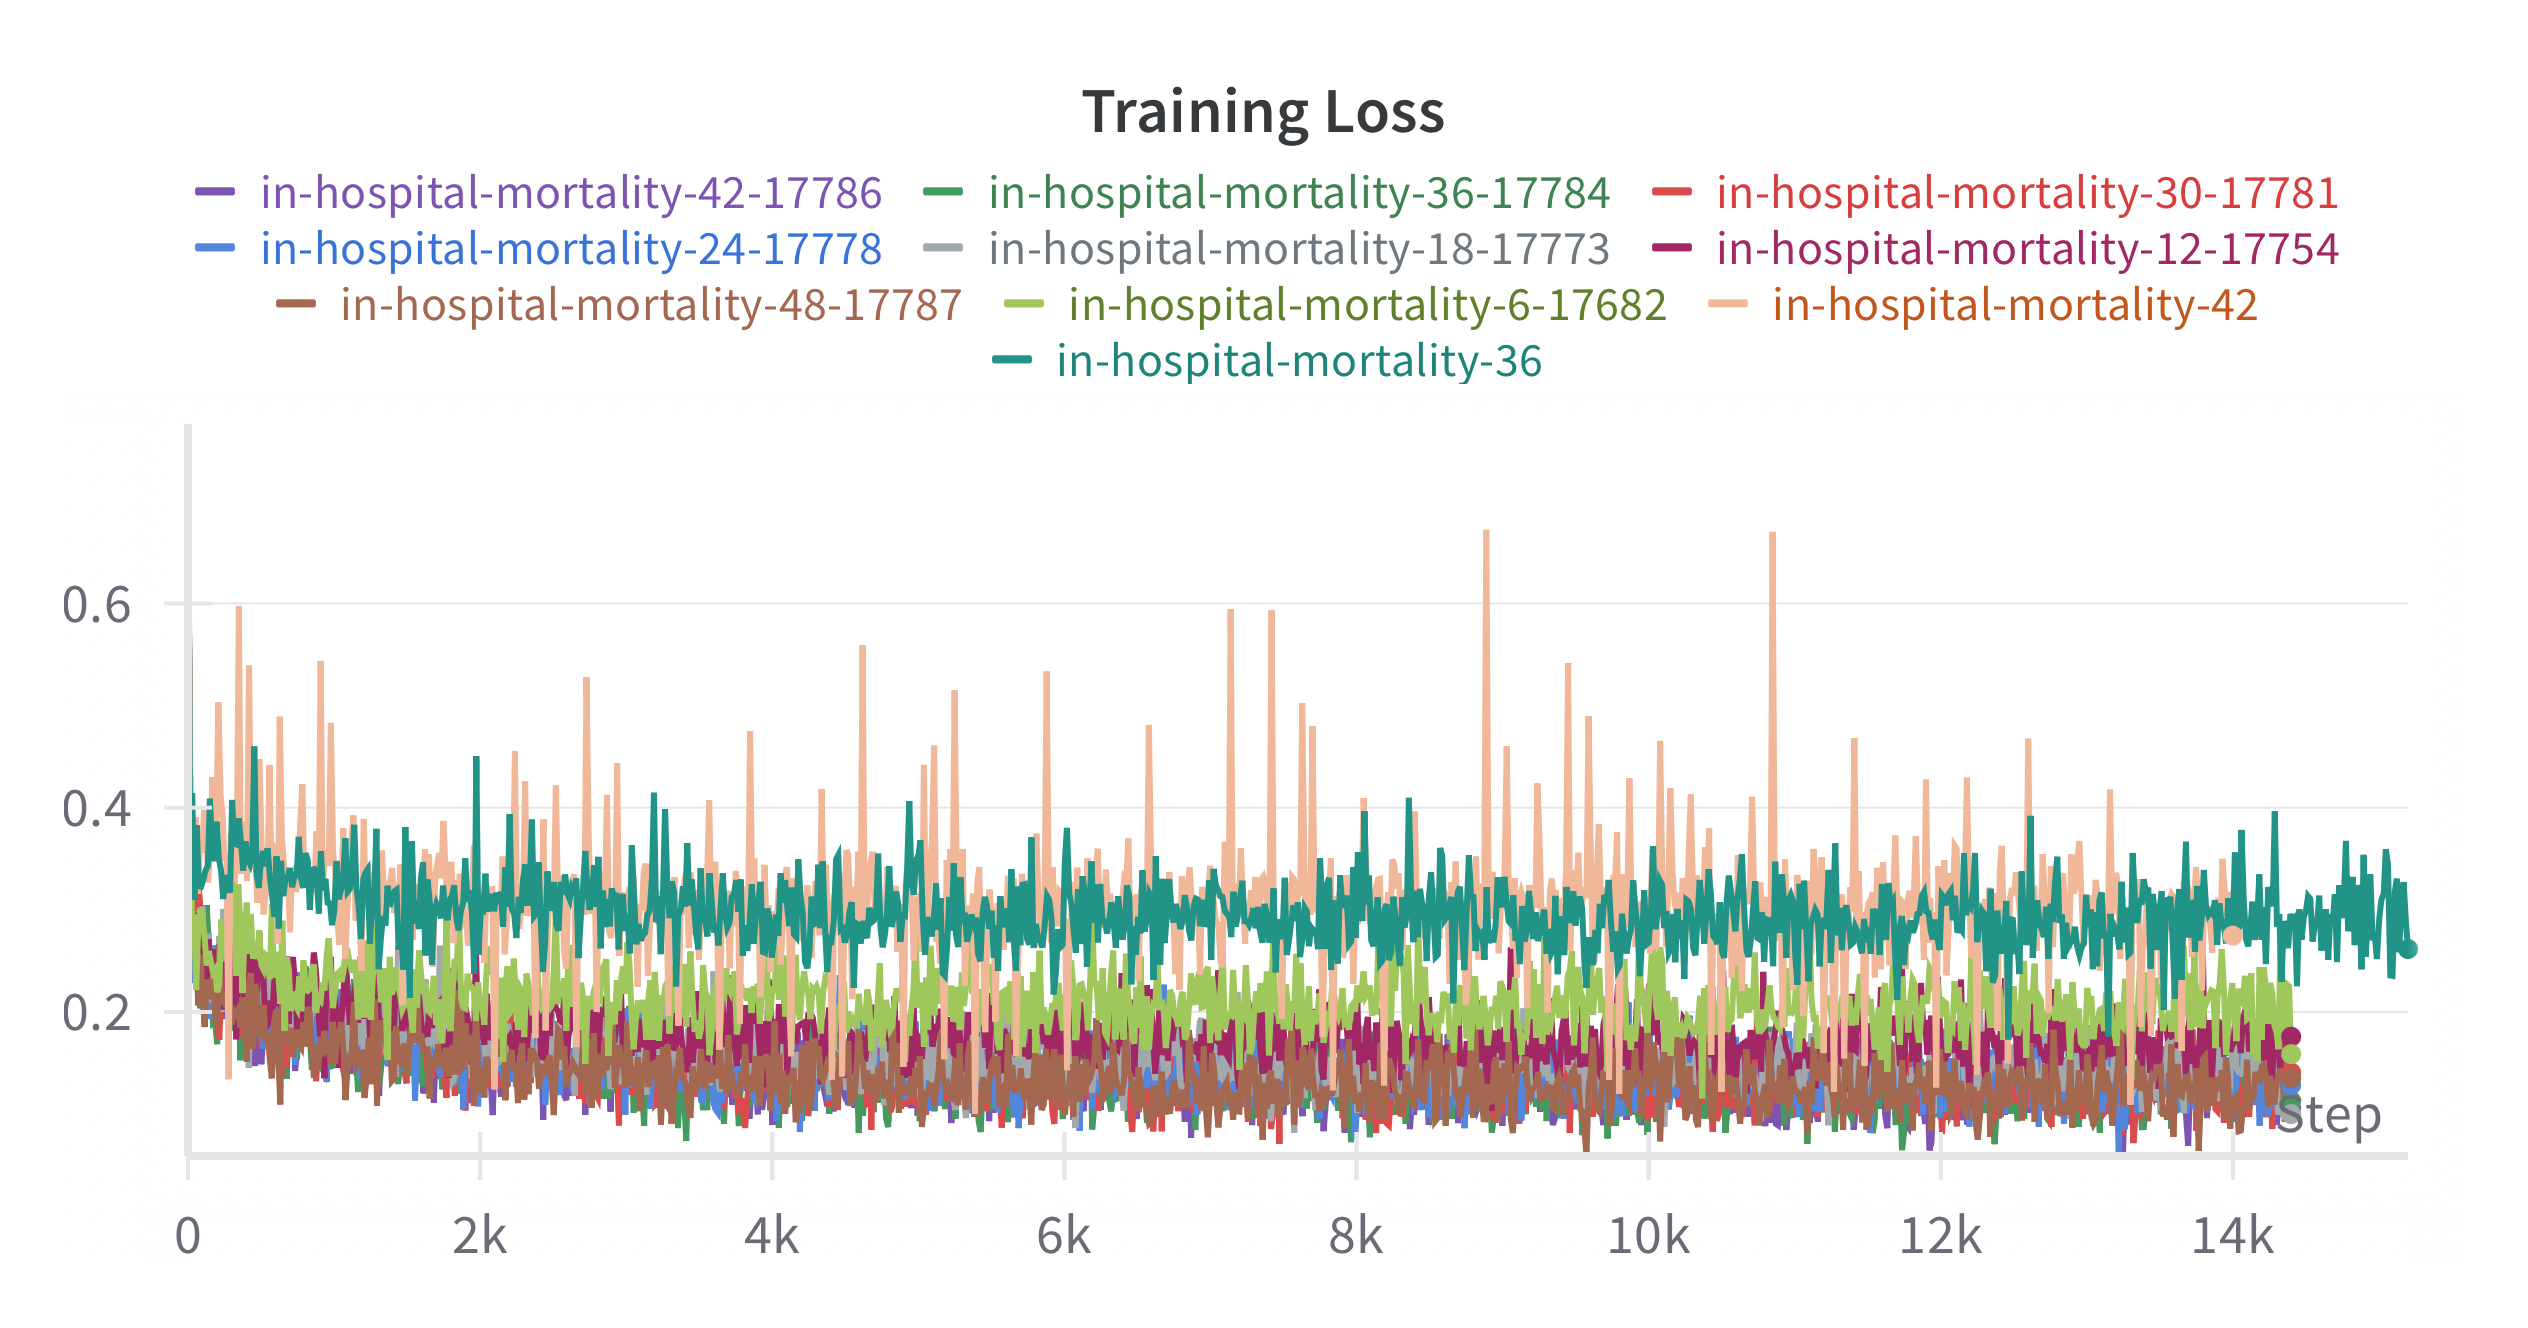 Training Loss
in-hospital-mortality-42-17786 in-hospital-mortality-36-17784 in-hospital-mortality-30-17781
in-hospital-mortality-24-17778 in-hospital-mortality-18-17773 in-hospital-mortality-12-17754
in-hospital-mortality-48-17787 in-hospital-mortality-6-17682 in-hospital-mortality-42
in-hospital-mortality-36
0.6
0.4
0.2
Step
0 2k 4k 6k 8k 10k 12k 14k